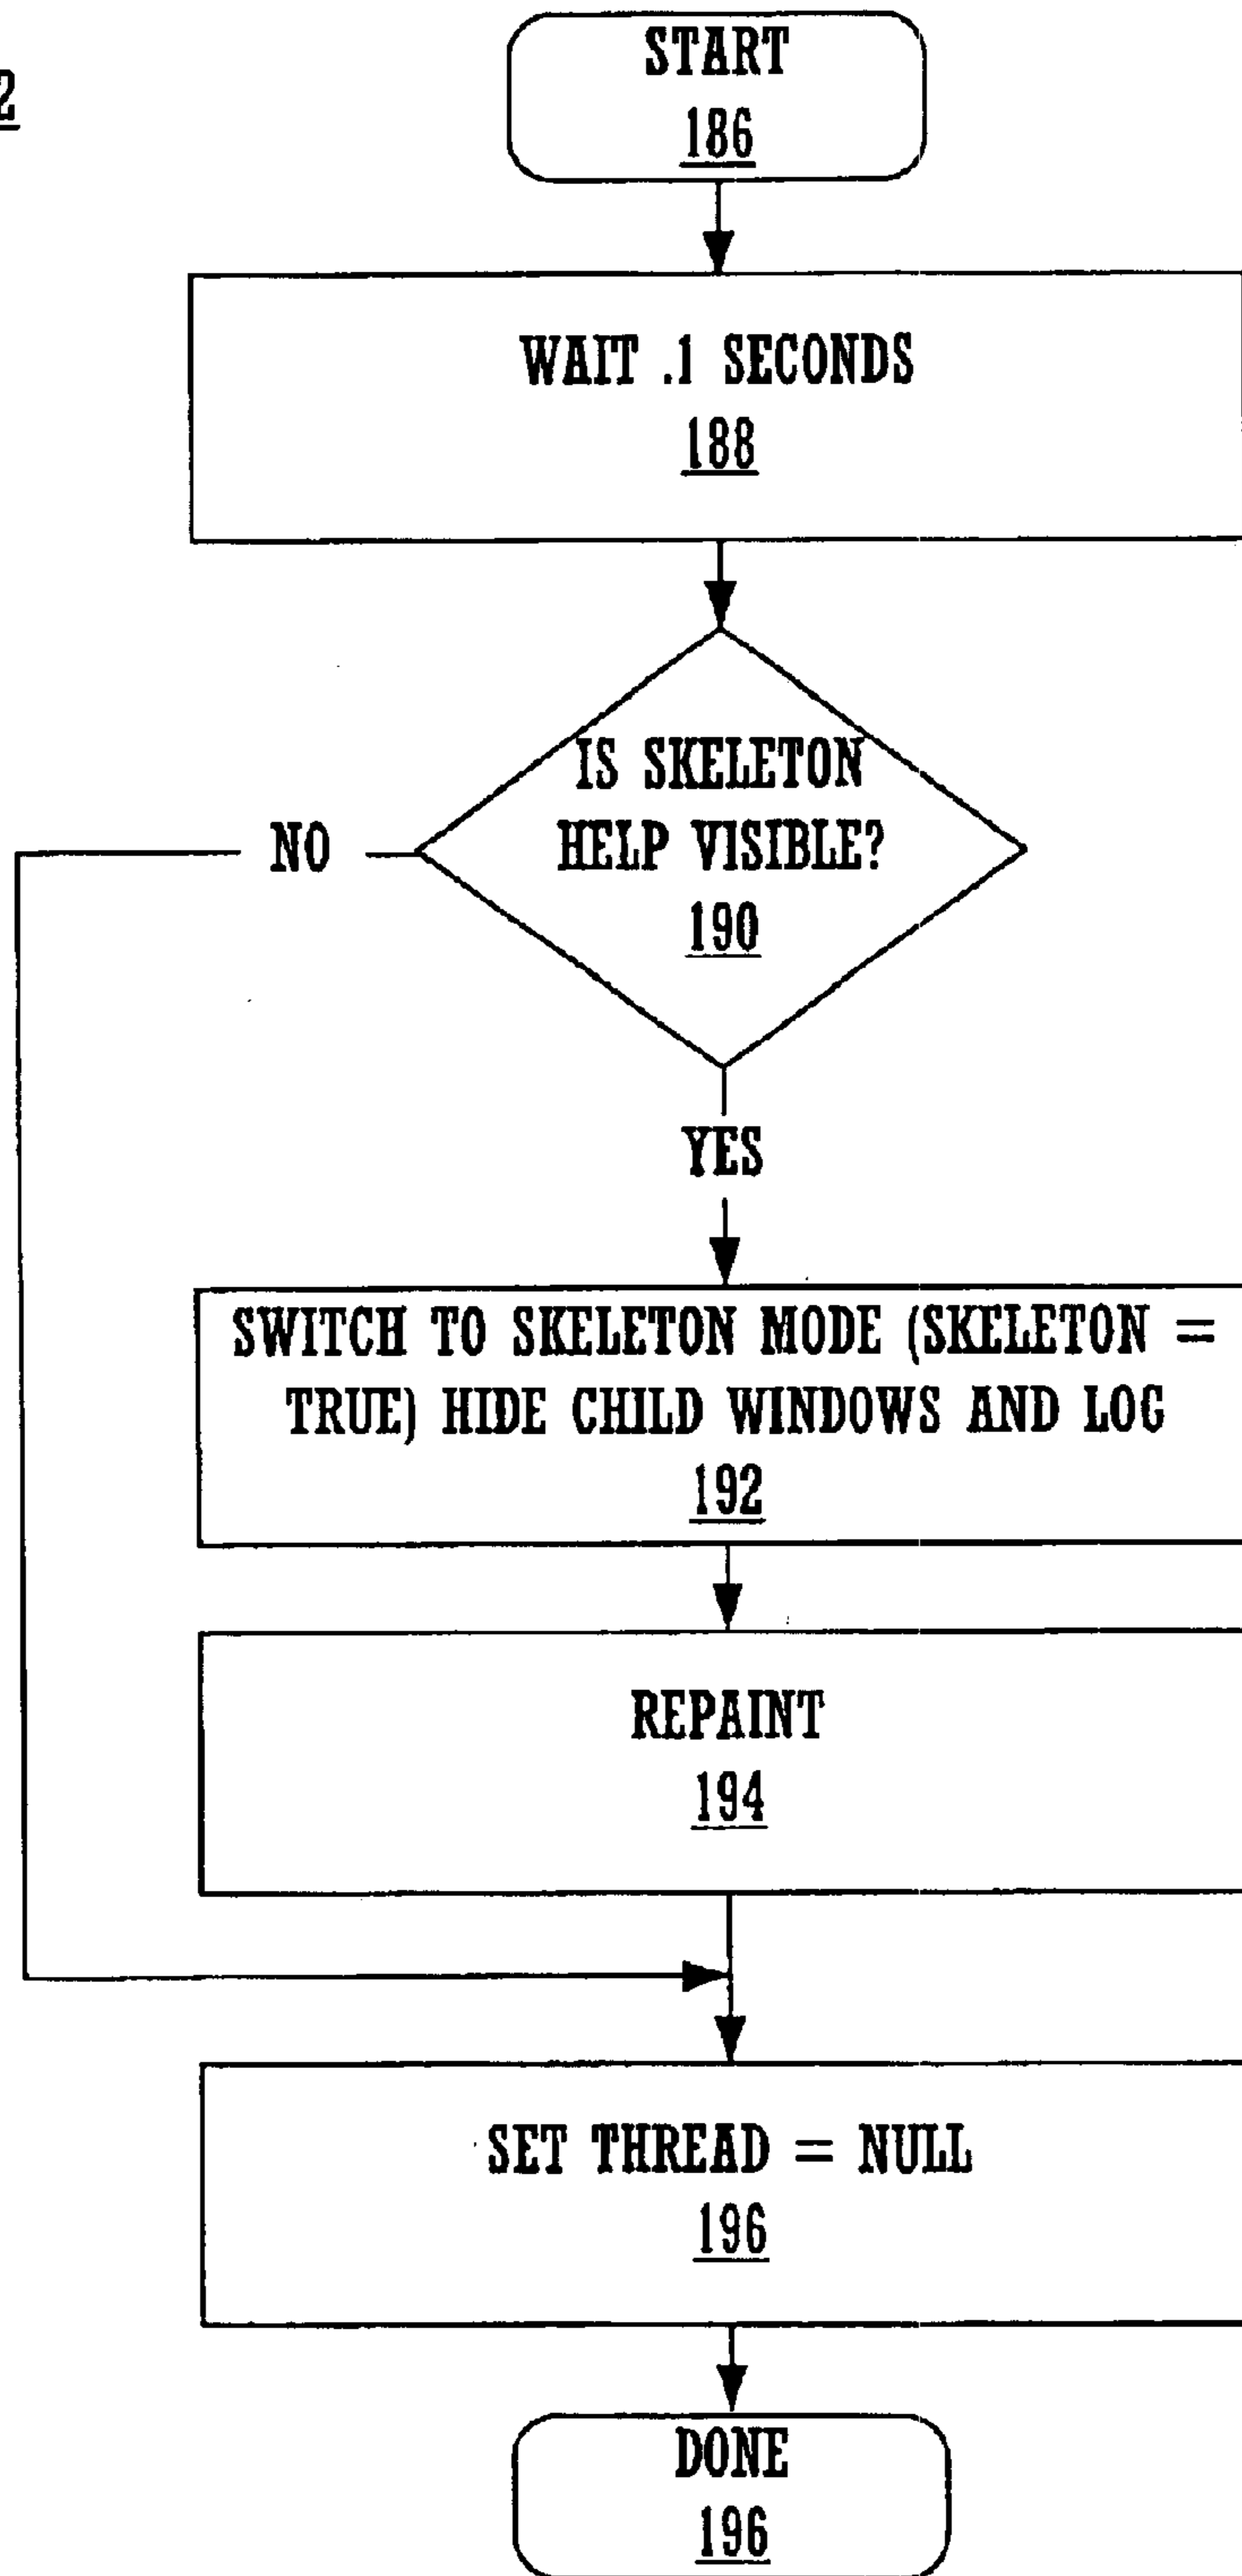 2
START
186
WAIT .1 SECONDS
188
IS SKELETON
HELP VISIBLE?
190
NO
YES
SWITCH TO SKELETON MODE (SKELETON =
TRUE) HIDE CHILD WINDOWS AND LOG
192
REPAINT
194
SET THREAD = NULL
196
DONE
196